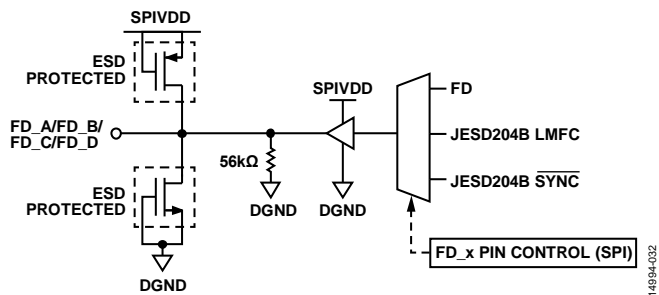 SPIVDD
ESD
PROTECTED
SPIVDD
FD
FD_A/FD_B/
FD_C/FD_D
JESD204B LMFC
56kΩ
ESD
PROTECTED
JESD204B SYNC
DGND
DGND
FD_x PIN CONTROL (SPI)
DGND
14994-032